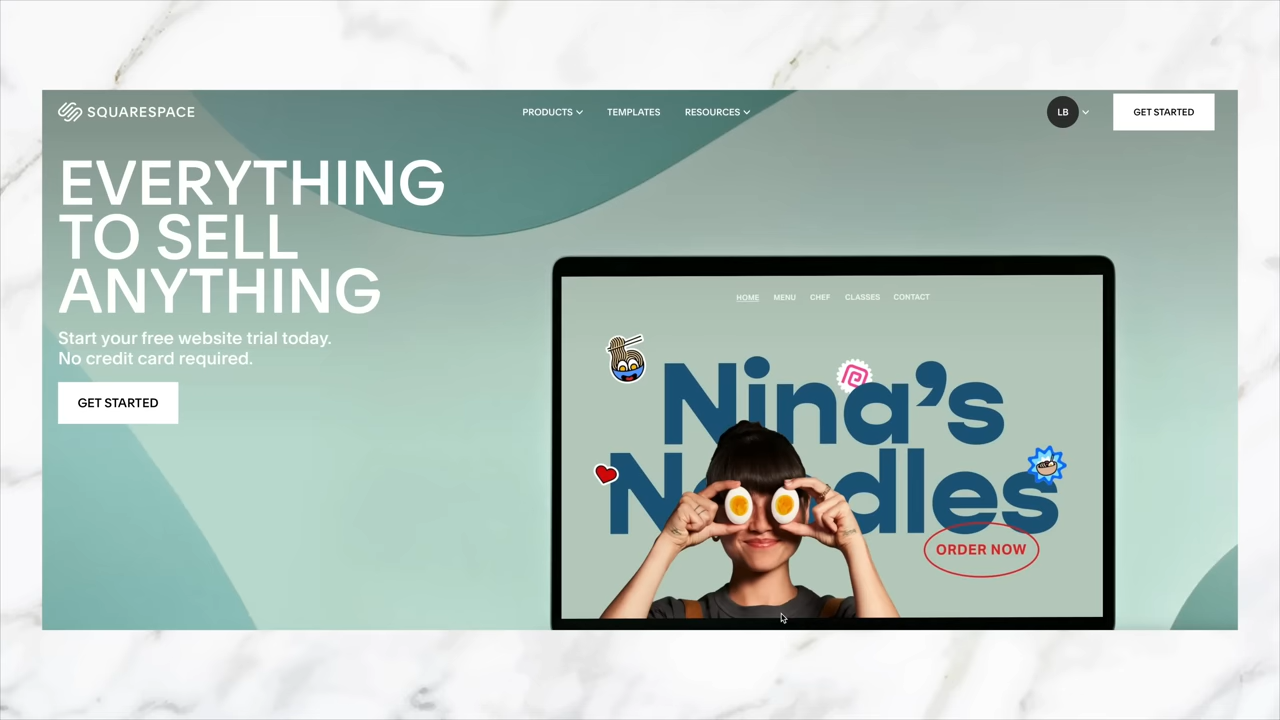 SQUARESPACE
PRODUCTS
TEMPLATES
RESOURCES
LB
GET STARTED
EVERYTHING
TO SELL
ANYTHING
Start your free website trial today.
No credit card required.
GET STARTED
HOME
MENU
CHEF
CLASSES
CONTACT
Nina's
Noodles
ORDER NOW